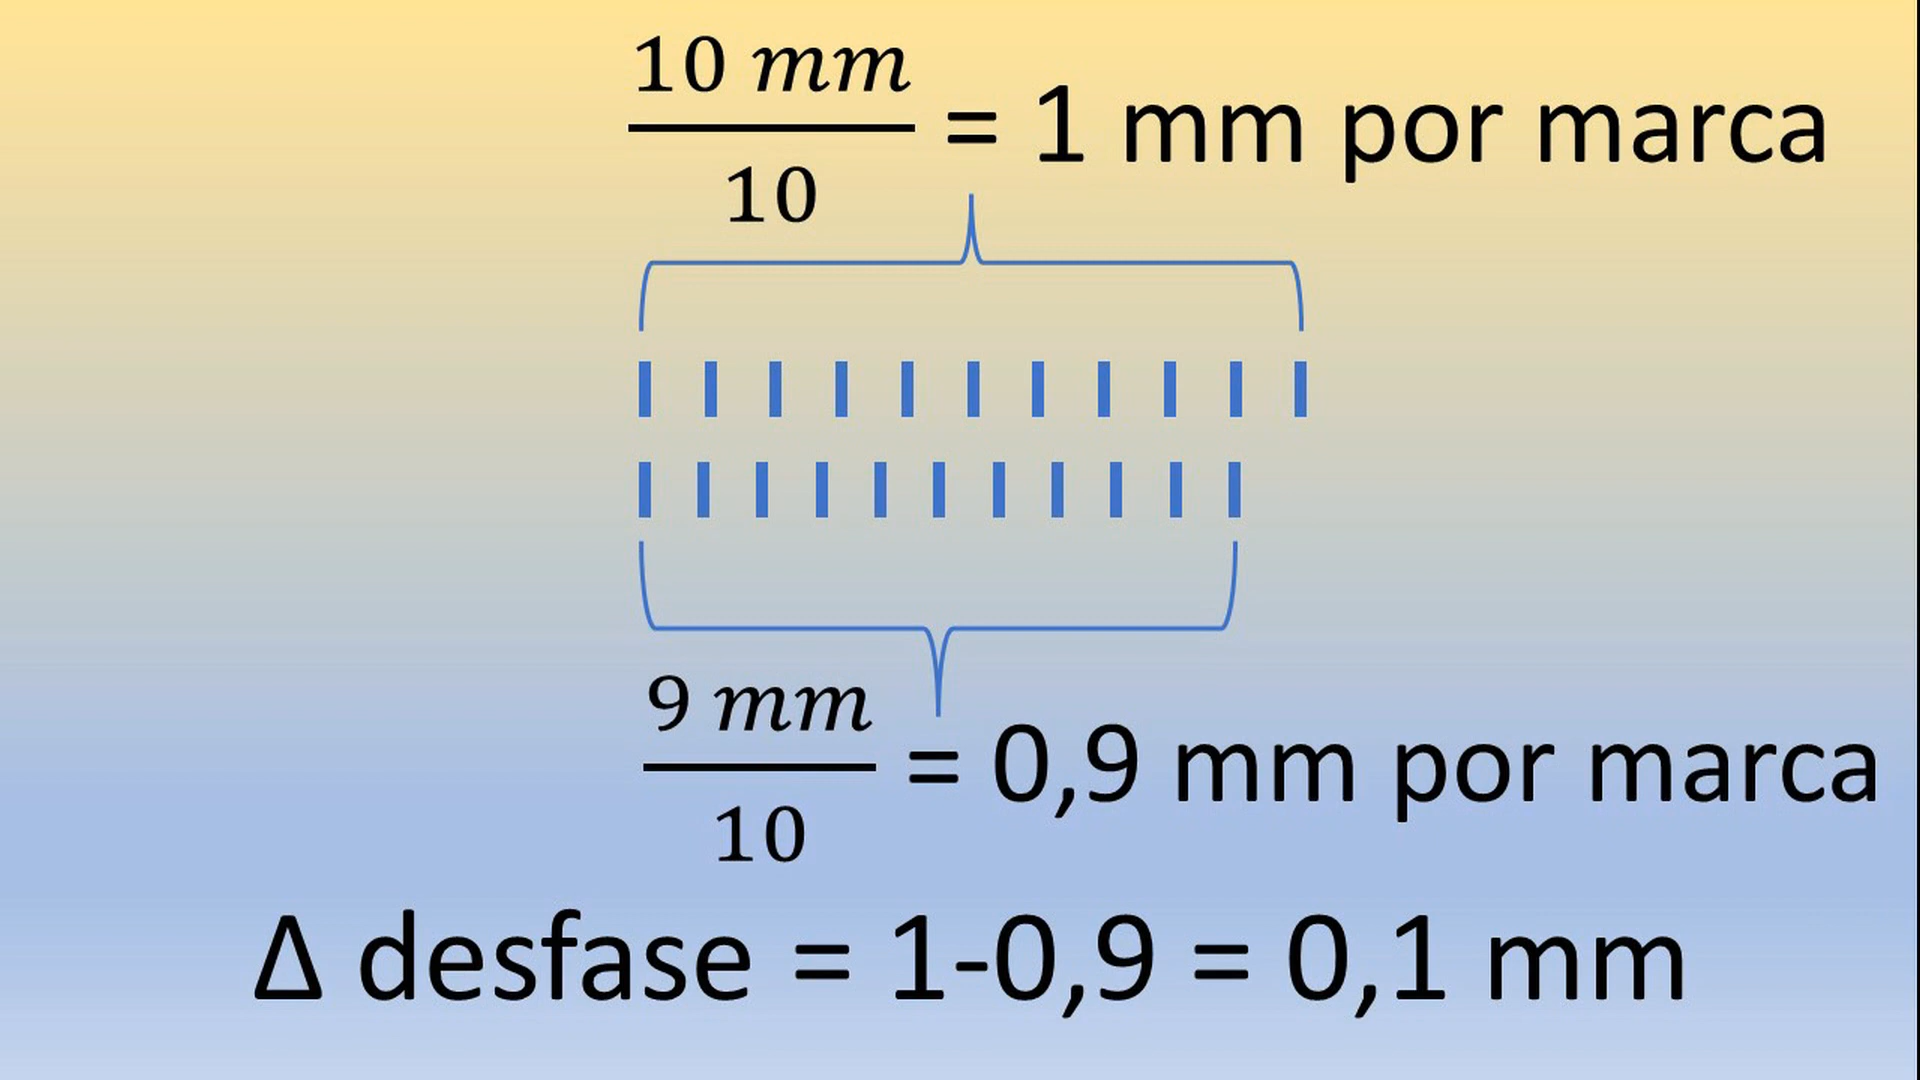 10 mm
10
= 1 mm por marca
9 mm
10
= 0,9 mm por marca
Δ desfase = 1-0,9 = 0,1 mm